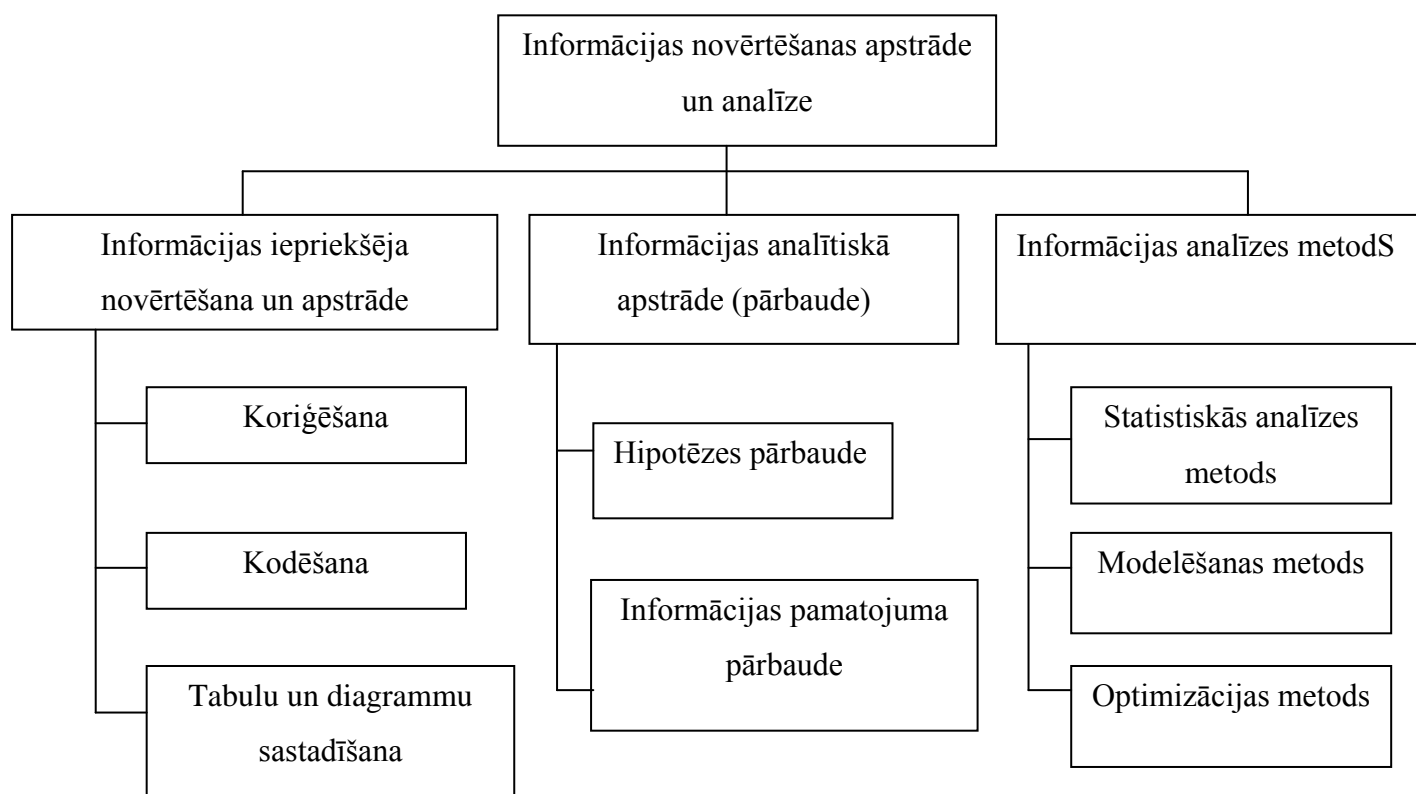 Informācijas novērtēšanas apstrāde
un analīze
Informācijas iepriekšēja
novērtēšana un apstrāde
Koriģēšana
Kodēšana
Tabulu un diagrammu
sastadīšana
Informācijas analītiskā
apstrāde (pārbaude)
Hipotēzes pārbaude
Informācijas pamatojuma
pārbaude
Informācijas analīzes metodS
Statistiskās analīzes
metods
Modelēšanas metods
Optimizācijas metods